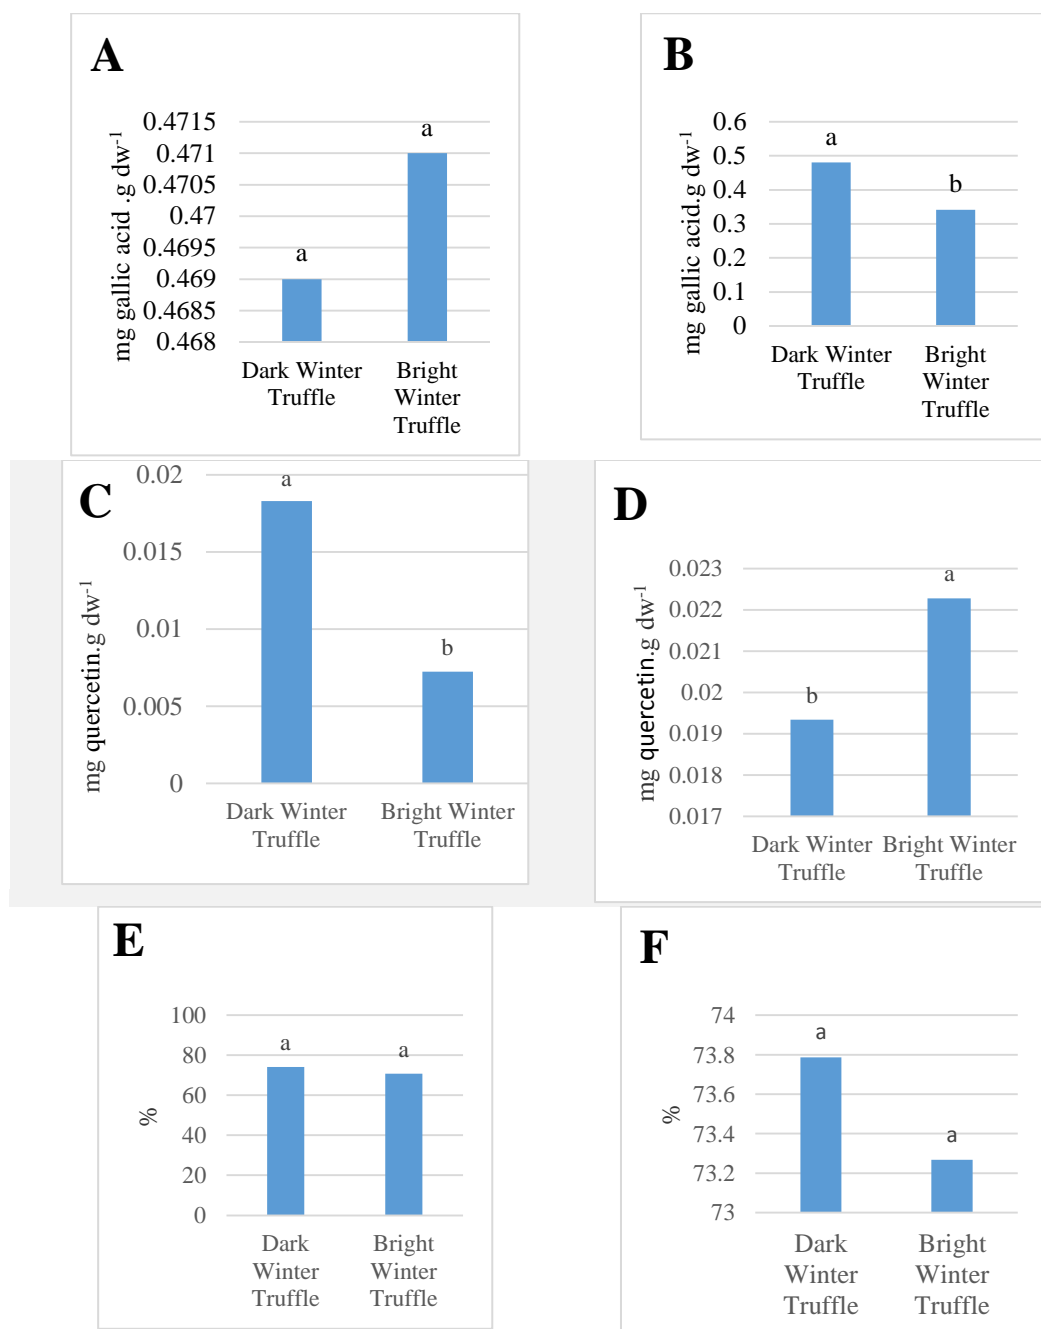 A
mg gallic acid .g dw-1
0.4715
0.471
0.4705
0.47
0.4695
0.469
0.4685
0.468
a
a
Dark Winter
Truffle
Bright
Winter
Truffle
B
mg gallic acid.g dw-1
0.6
0.5
0.4
0.3
0.2
0.1
0
a
b
Dark Winter
Truffle
Bright
Winter
Truffle
C
mg quercetin.g dw-1
0.02
0.015
0.01
0.005
0
a
b
Dark Winter
Truffle
Bright Winter
Truffle
D
mg quercetin.g dw-1
0.023
0.022
0.021
0.02
0.019
0.018
0.017
b
a
Dark Winter
Truffle
Bright Winter
Truffle
E
%
100
80
60
40
20
0
a
a
Dark
Winter
Truffle
Bright
Winter
Truffle
F
%
74
73.8
73.6
73.4
73.2
73
a
a
Dark
Winter
Truffle
Bright
Winter
Truffle